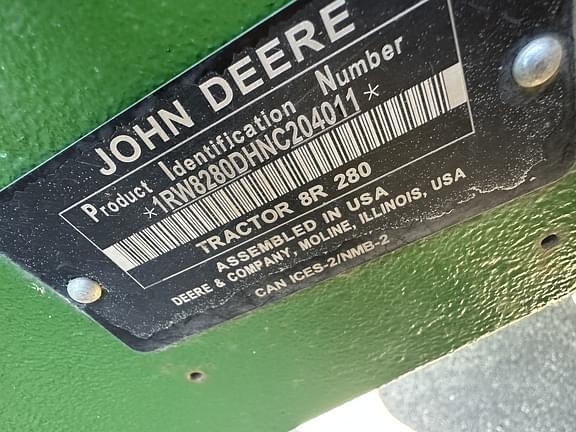 JOHN DEERE
Product Identification Number
*1RW8280DHNC204011*
TRACTOR 8R 280
ASSEMBLED IN USA
DEERE & COMPANY, MOLINE, ILLINOIS, USA
CAN ICES-2/NMB-2